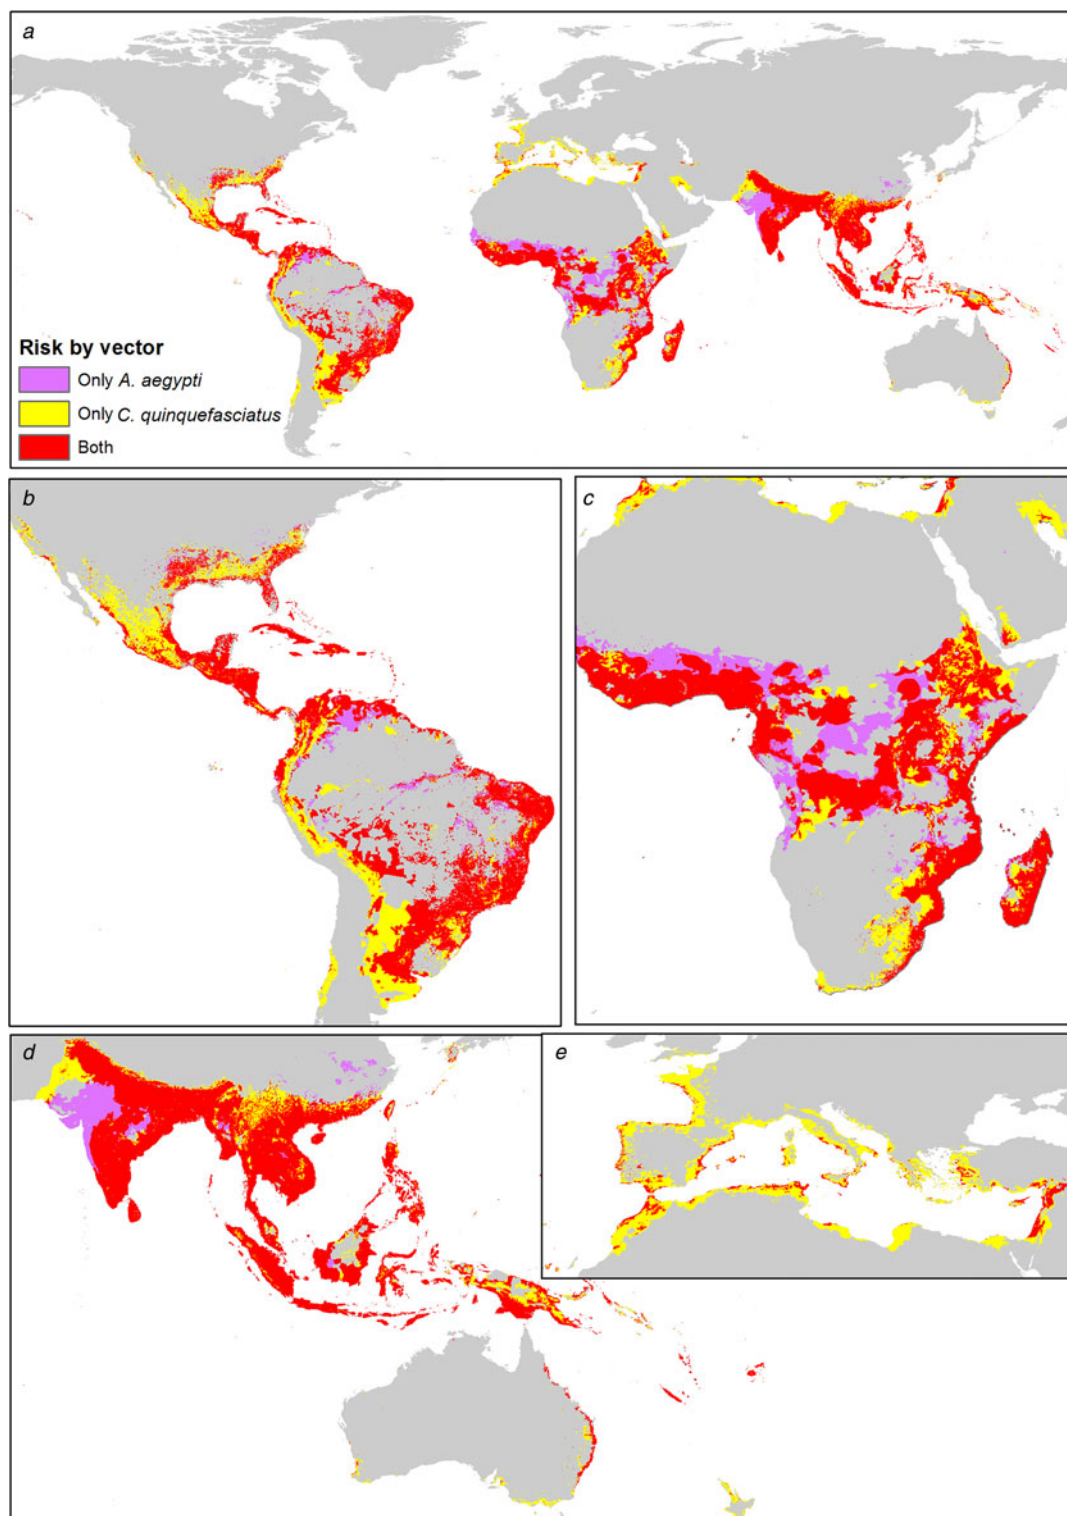 a
Risk by vector
Only A. aegypti
Only C. quinquefasciatus
Both
b
c
d
e